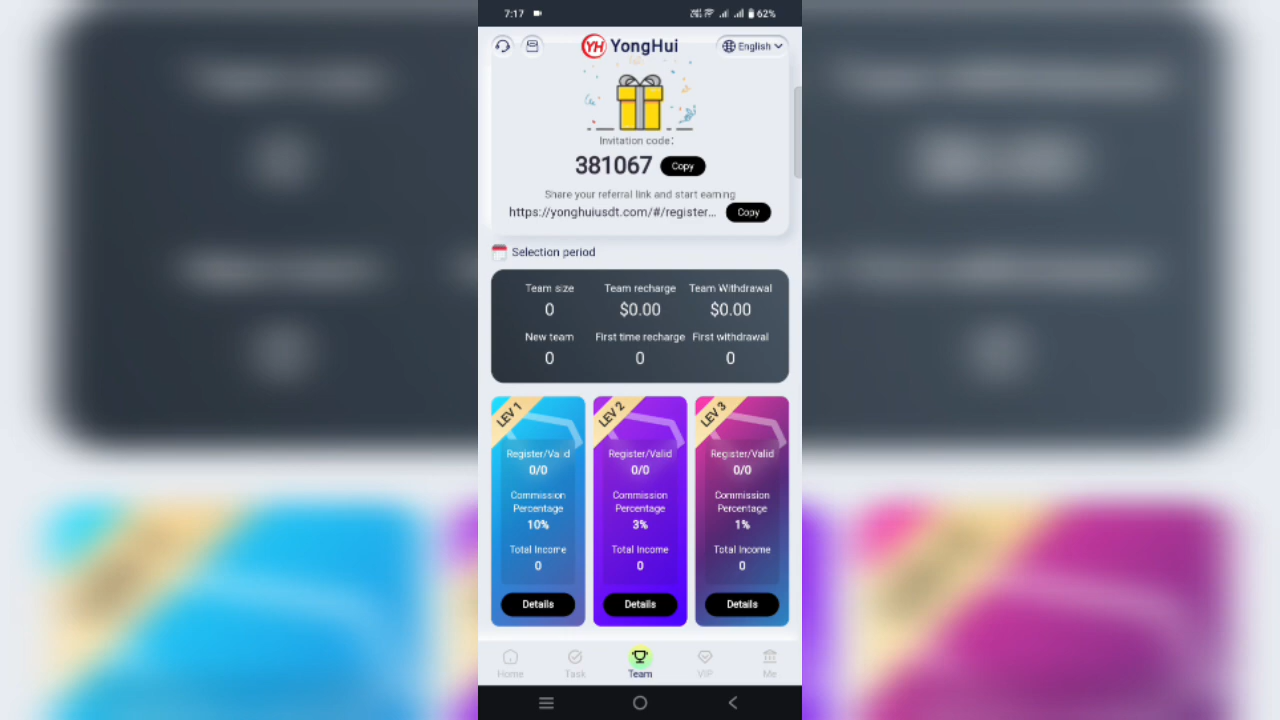 7:17
62%
YH YongHui
English
Invitation code:
381067 Copy
Share your referral link and start earning
https://yonghuiusdt.com/#/register... Copy
Selection period
Team size Team recharge Team Withdrawal
0 $0.00 $0.00
New team First time recharge First withdrawal
0 0 0
LEV 1 LEV 2 LEV 3
Register/Valid Register/Valid Register/Valid
0/0 0/0 0/0
Commission Commission Commission
Percentage Percentage Percentage
10% 3% 1%
Total Income Total Income Total Income
0 0 0
Details Details Details
Home Task Team VIP Me